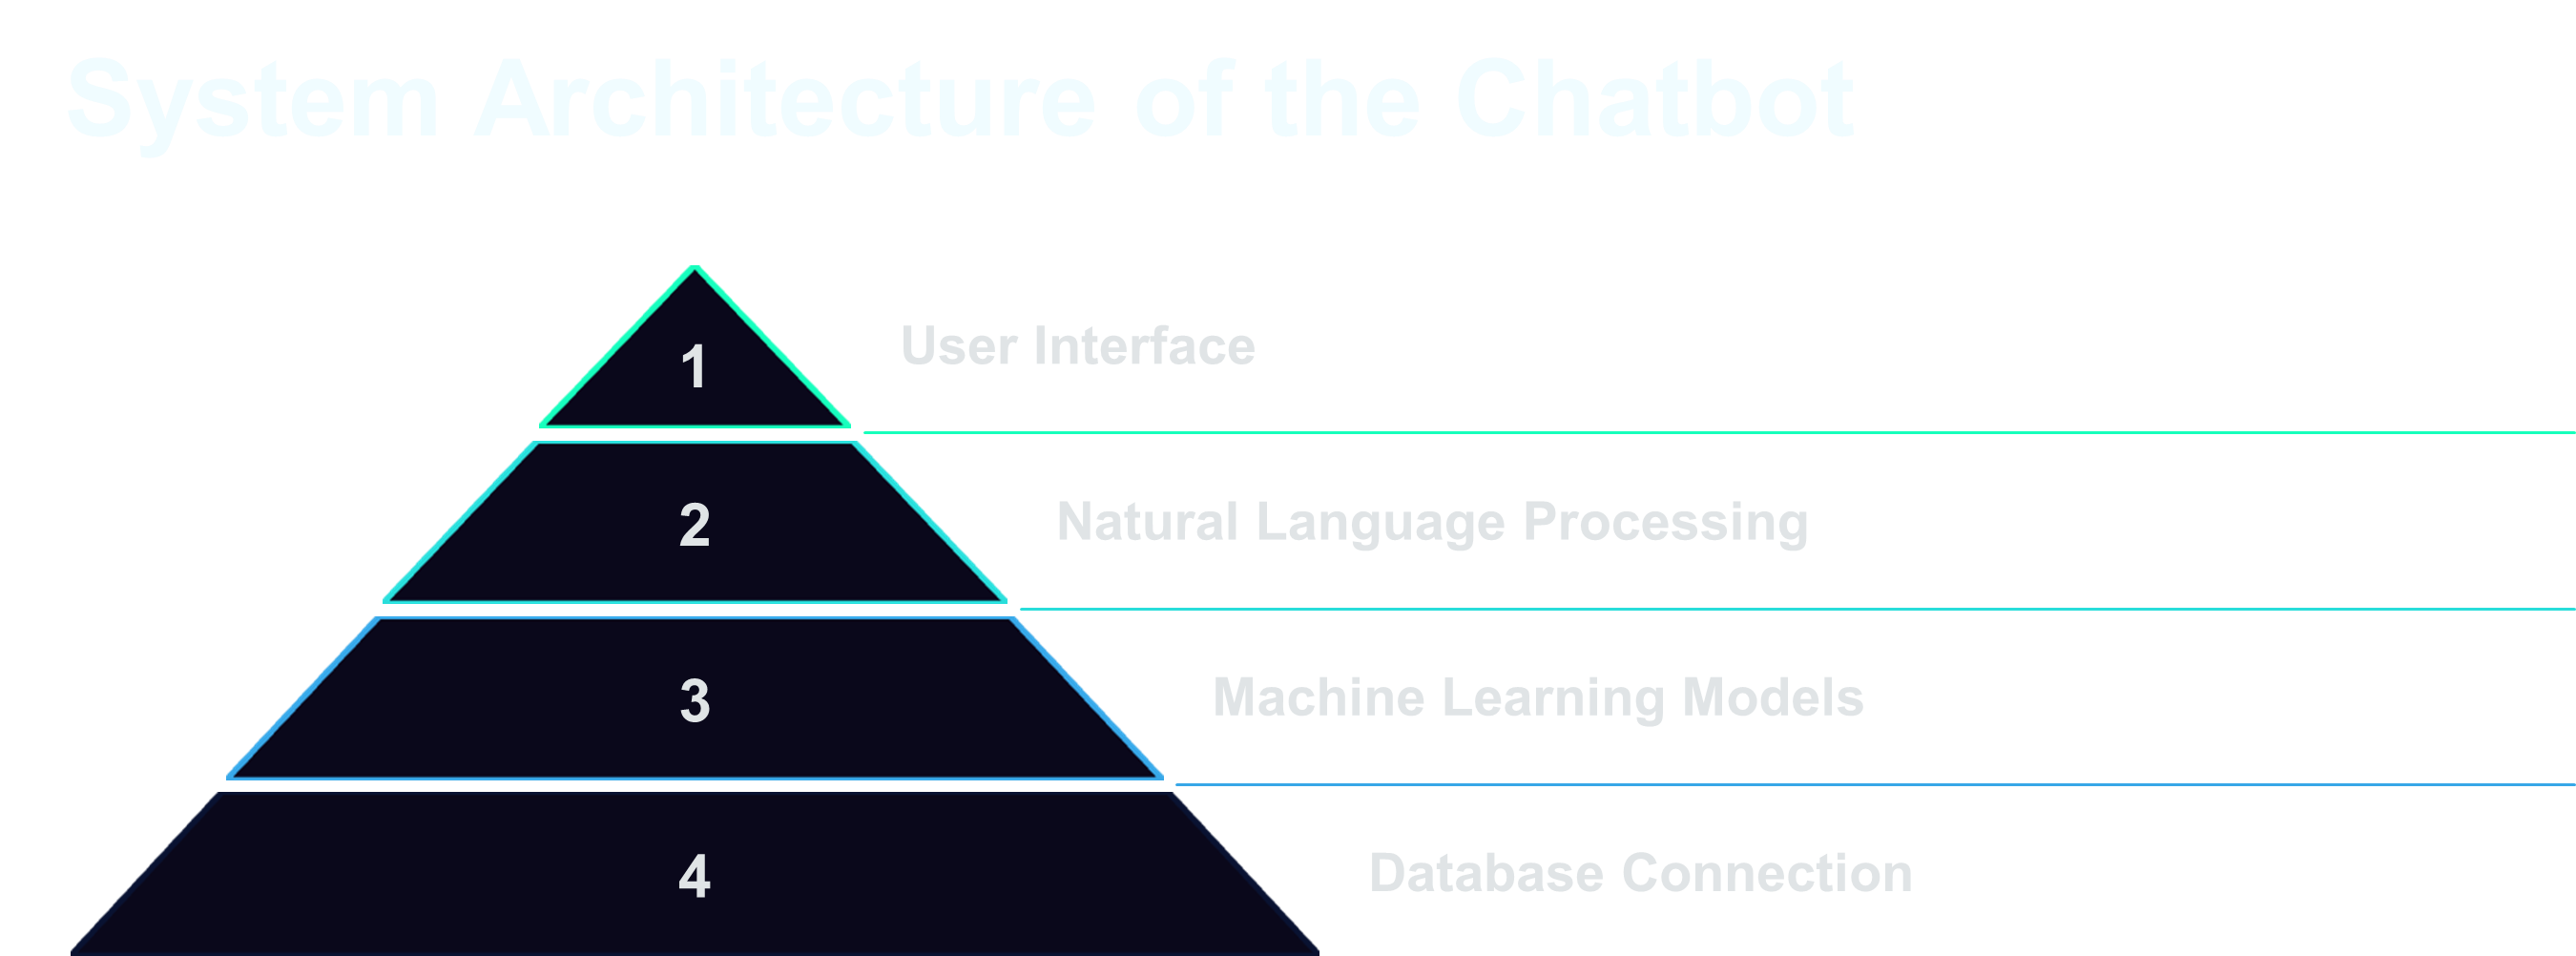 System Architecture of the Chatbot
1
User Interface
2
Natural Language Processing
3
Machine Learning Models
4
Database Connection